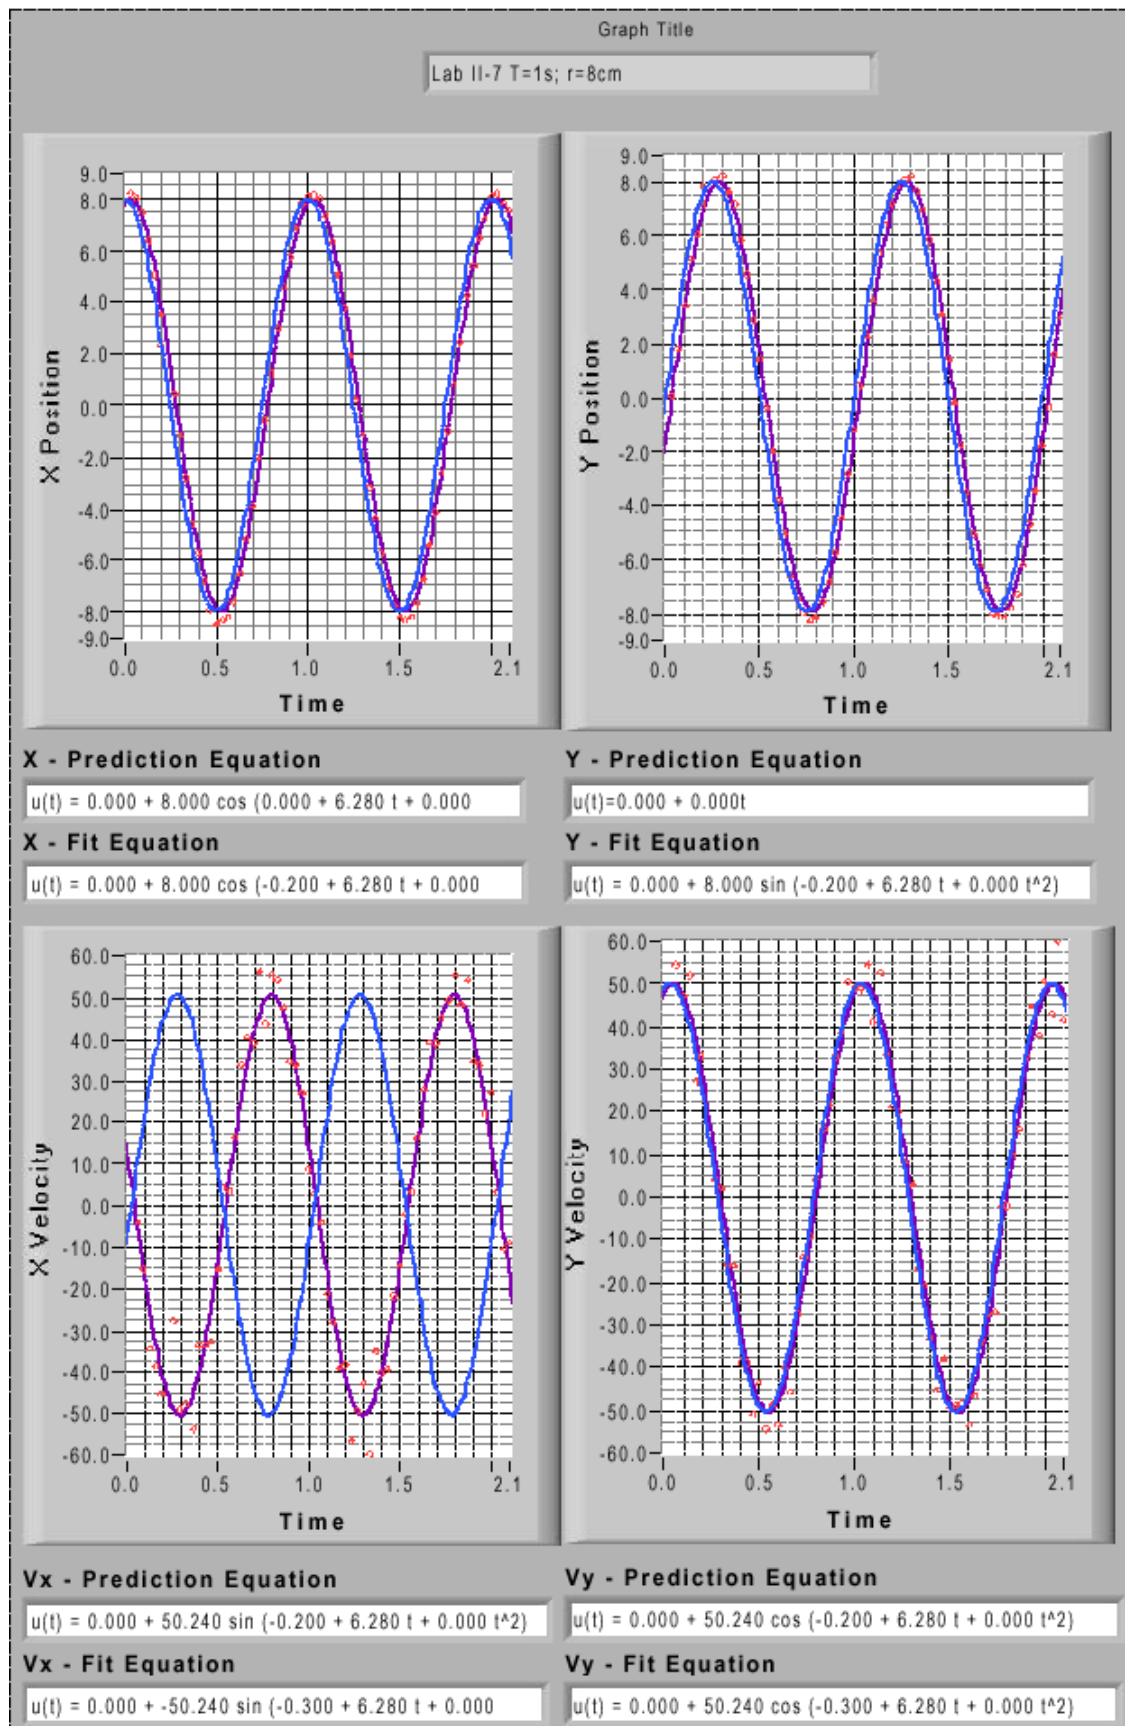 Graph Title
Lab II-7 T=1s; r=8cm
9.0
8.0
6.0
4.0
2.0
0.0
-2.0
-4.0
-6.0
-8.0
-9.0
X Position
0.0 0.5 1.0 1.5 2.1
Time
9.0
8.0
6.0
4.0
2.0
0.0
-2.0
-4.0
-6.0
-8.0
-9.0
Y Position
0.0 0.5 1.0 1.5 2.1
Time
X - Prediction Equation
u(t) = 0.000 + 8.000 cos (0.000 + 6.280 t + 0.000
Y - Prediction Equation
u(t)=0.000 + 0.000t
X - Fit Equation
u(t) = 0.000 + 8.000 cos (-0.200 + 6.280 t + 0.000
Y - Fit Equation
u(t) = 0.000 + 8.000 sin (-0.200 + 6.280 t + 0.000 t^2)
60.0
50.0
40.0
30.0
20.0
10.0
0.0
-10.0
-20.0
-30.0
-40.0
-50.0
-60.0
X Velocity
0.0 0.5 1.0 1.5 2.1
Time
60.0
50.0
40.0
30.0
20.0
10.0
0.0
-10.0
-20.0
-30.0
-40.0
-50.0
-60.0
Y Velocity
0.0 0.5 1.0 1.5 2.1
Time
Vx - Prediction Equation
u(t) = 0.000 + 50.240 sin (-0.200 + 6.280 t + 0.000 t^2)
Vy - Prediction Equation
u(t) = 0.000 + 50.240 cos (-0.200 + 6.280 t + 0.000 t^2)
Vx - Fit Equation
u(t) = 0.000 + -50.240 sin (-0.300 + 6.280 t + 0.000
Vy - Fit Equation
u(t) = 0.000 + 50.240 cos (-0.300 + 6.280 t + 0.000 t^2)